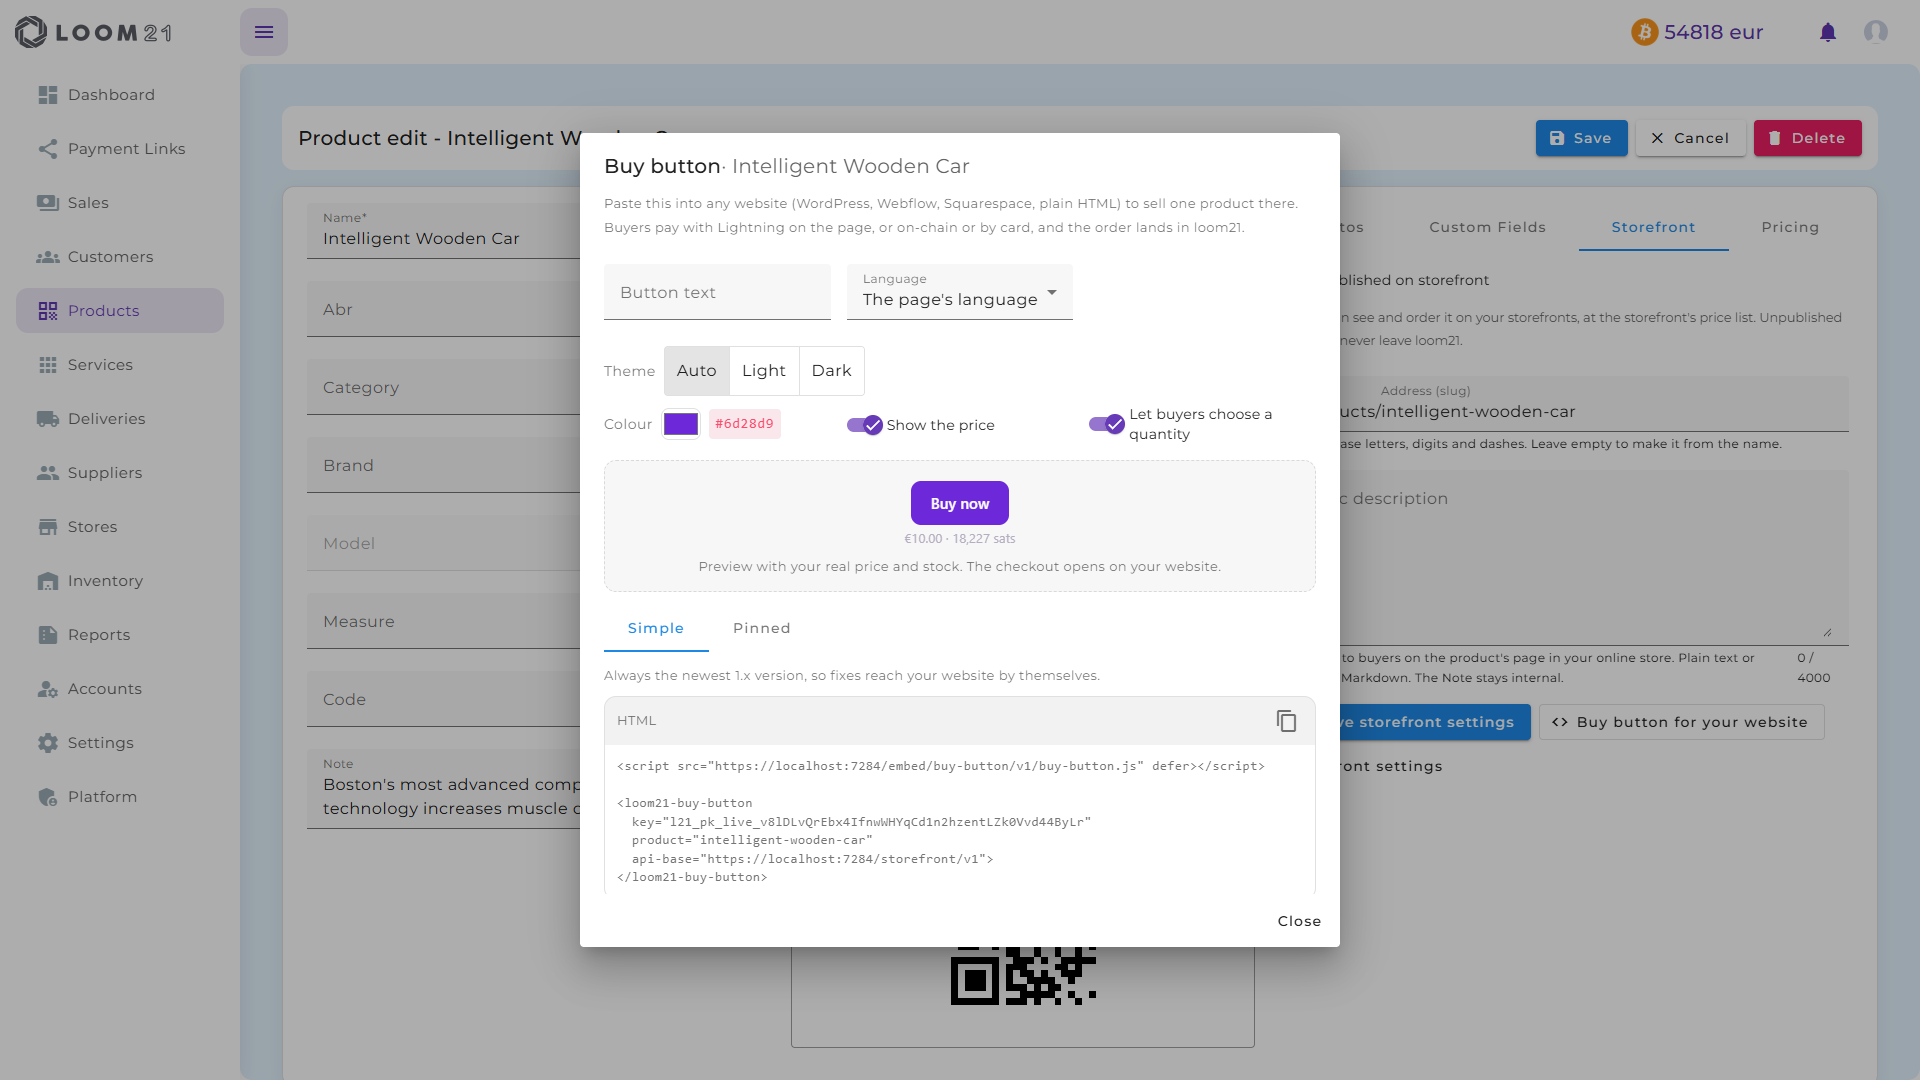 LOOM 21
54818 eur
Dashboard
Payment Links
Sales
Customers
Products
Services
Deliveries
Suppliers
Stores
Inventory
Reports
Accounts
Settings
Platform
Product edit - Intelligent W
Save
Cancel
Delete
Name*
Intelligent Wooden Car
Abr
Category
Brand
Model
Measure
Code
Note
Boston's most advanced comp
technology increases muscle c
Buy button· Intelligent Wooden Car
Paste this into any website (WordPress, Webflow, Squarespace, plain HTML) to sell one product there.
Buyers pay with Lightning on the page, or on-chain or by card, and the order lands in loom21.
Button text
Language
The page's language
Theme
Auto
Light
Dark
Colour
#6d28d9
Show the price
Let buyers choose a
quantity
Buy now
€10.00 · 18,227 sats
Preview with your real price and stock. The checkout opens on your website.
Simple
Pinned
Always the newest 1.x version, so fixes reach your website by themselves.
HTML
<script src="https://localhost:7284/embed/buy-button/v1/buy-button.js" defer></script>
<loom21-buy-button
key="l21_pk_live_v8lDLvQrEbx4IfnwWHYqCd1n2hzentLZk0Vvd44ByLr"
product="intelligent-wooden-car"
api-base="https://localhost:7284/storefront/v1">
</loom21-buy-button>
Close
tos
Custom Fields
Storefront
Pricing
blished on storefront
n see and order it on your storefronts, at the storefront's price list. Unpublished
never leave loom21.
Address (slug)
ucts/intelligent-wooden-car
ase letters, digits and dashes. Leave empty to make it from the name.
c description
to buyers on the product's page in your online store. Plain text or
Markdown. The Note stays internal.
0 /
4000
ve storefront settings
<> Buy button for your website
ont settings